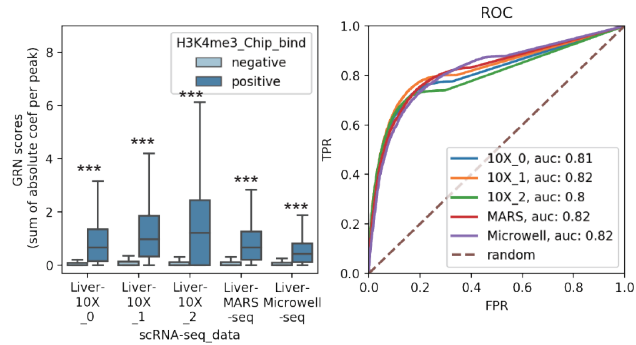 GRN scores
(sum of absolute coef per peak)
8
6
4
2
0
H3K4me3_Chip_bind
negative
positive
***
***
***
***
***
Liver-
10X
_0
Liver-
10X
_1
Liver-
10X
_2
Liver-
MARS
-seq
Liver-
Microwell
-seq
scRNA-seq_data
ROC
TPR
1.0
0.8
0.6
0.4
0.2
0.0
10X_0, auc: 0.81
10X_1, auc: 0.82
10X_2, auc: 0.8
MARS, auc: 0.82
Microwell, auc: 0.82
random
0.0 0.2 0.4 0.6 0.8 1.0
FPR